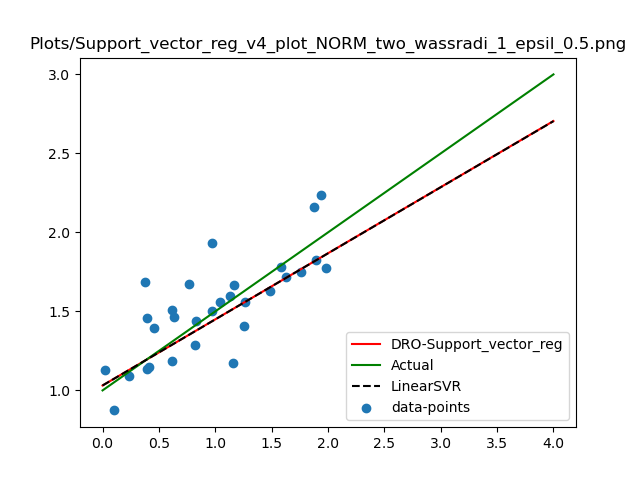 Plots/Support_vector_reg_v4_plot_NORM_two_wassradi_1_epsil_0.5.png
3.0
2.5
2.0
1.5
1.0
DRO-Support_vector_reg
Actual
LinearSVR
data-points
0.0 0.5 1.0 1.5 2.0 2.5 3.0 3.5 4.0